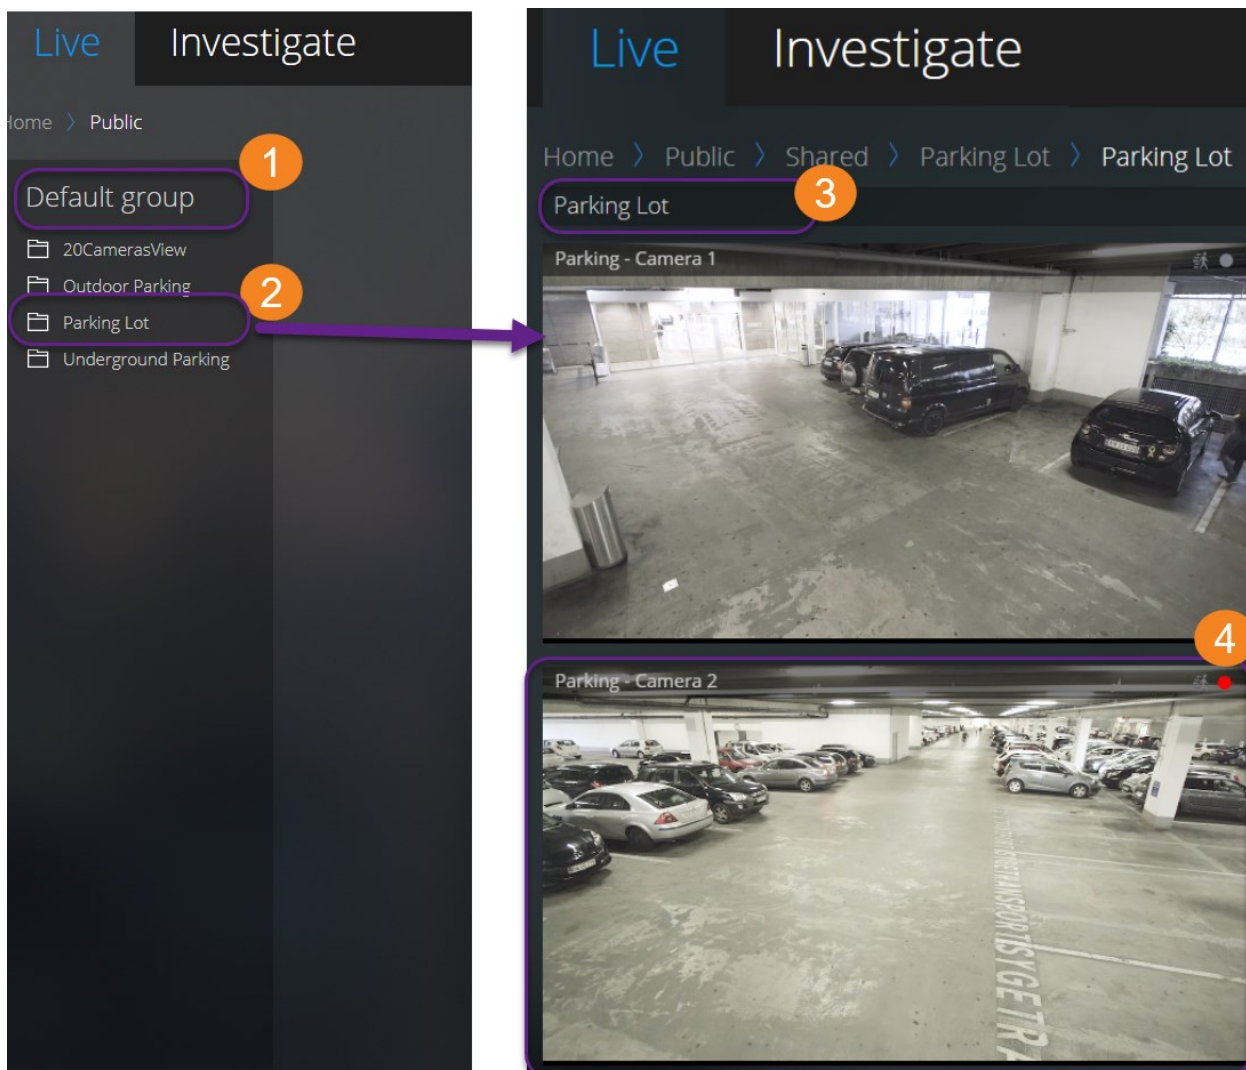 Live Investigate
Home 〉 Public
1
Default group
20CamerasView
Outdoor Parking
2
Parking Lot
Underground Parking
Live Investigate
Home 〉 Public 〉 Shared 〉 Parking Lot 〉 Parking Lot
3
Parking Lot
Parking - Camera 1
4
Parking - Camera 2